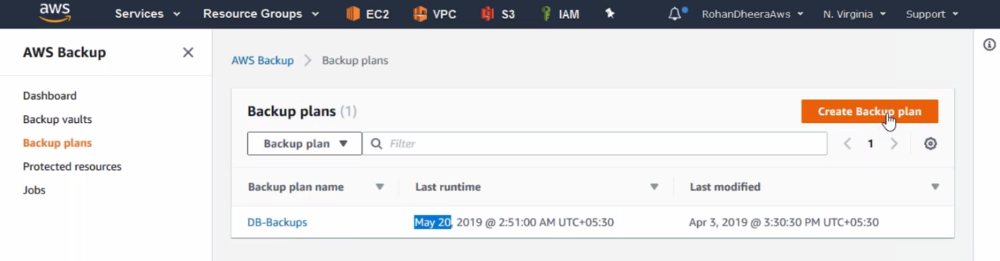 aws Services Resource Groups EC2 VPC S3 IAM RohanDheeraAws N. Virginia Support
AWS Backup
AWS Backup Backup plans
Dashboard
Backup vaults
Backup plans
Protected resources
Jobs
Backup plans (1) Create Backup plan
Backup plan Filter 1
Backup plan name Last runtime Last modified
DB-Backups May 20, 2019 @ 2:51:00 AM UTC+05:30 Apr 3, 2019 @ 3:30:30 PM UTC+05:30